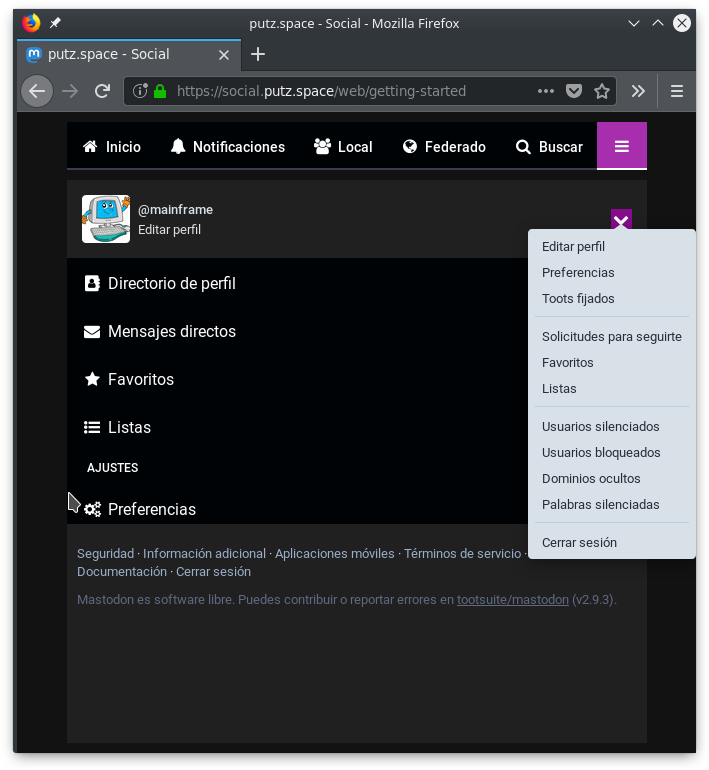 putz.space - Social - Mozilla Firefox
putz.space - Social
https://social.putz.space/web/getting-started
Inicio Notificaciones Local Federado Buscar
@mainframe
Editar perfil
Directorio de perfil
Mensajes directos
Favoritos
Listas
AJUSTES
Preferencias
Editar perfil
Preferencias
Toots fijados
Solicitudes para seguirte
Favoritos
Listas
Usuarios silenciados
Usuarios bloqueados
Dominios ocultos
Palabras silenciadas
Cerrar sesión
Seguridad · Información adicional · Aplicaciones móviles · Términos de servicio ·
Documentación · Cerrar sesión
Mastodon es software libre. Puedes contribuir o reportar errores en tootsuite/mastodon (v2.9.3).